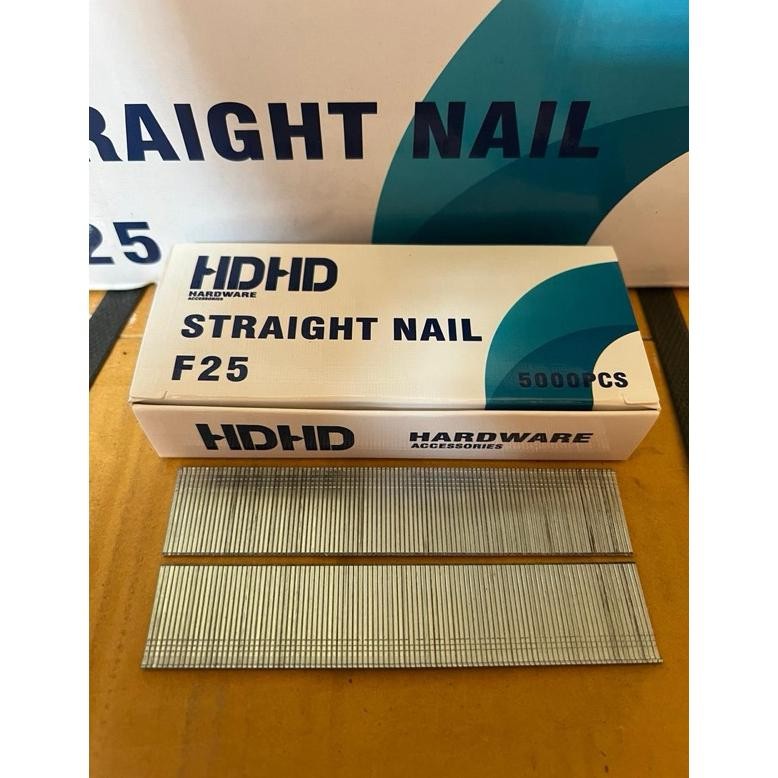 RAIGHT NAIL
25
HDHD
HARDWARE
ACCESSORIES
STRAIGHT NAIL
F25
5000PCS
HDHD
HARDWARE
ACCESSORIES